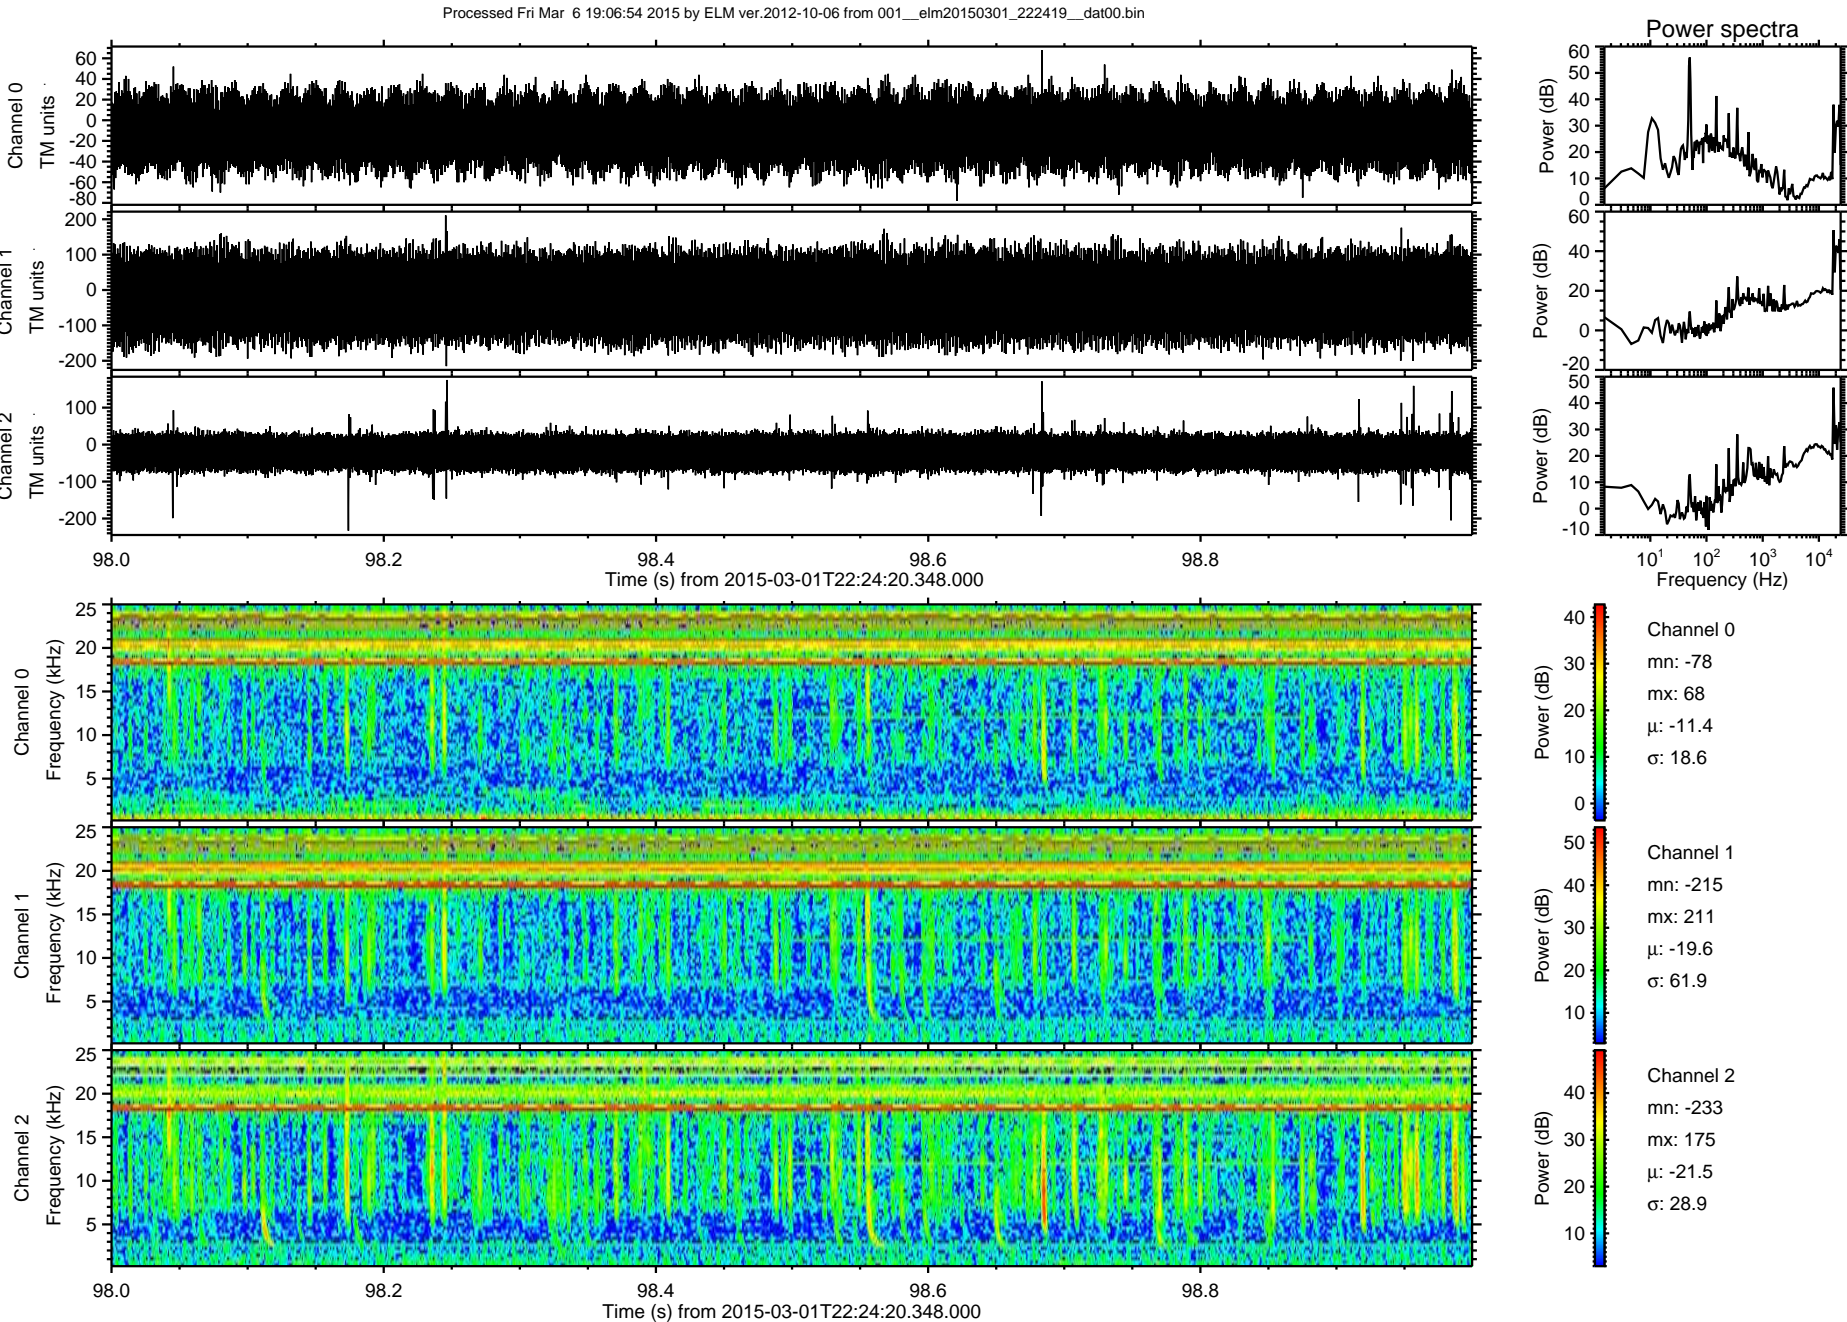 Processed Fri Mar 6 19:06:54 2015 by ELM ver.2012-10-06 from 001__elm20150301_222419__dat00.bin
Power spectra
Channel 0
TM units
60
40
20
0
-20
-40
-60
-80
Power (dB)
60
50
40
30
20
10
0
Channel 1
TM units
200
100
0
-100
-200
Power (dB)
60
40
20
0
-20
Channel 2
TM units
100
0
-100
-200
Power (dB)
50
40
30
20
10
0
-10
98.0 98.2 98.4 98.6 98.8
Time (s) from 2015-03-01T22:24:20.348.000
10^1 10^2 10^3 10^4
Frequency (Hz)
Channel 0
Frequency (kHz)
25
20
15
10
5
Power (dB)
40
30
20
10
0
Channel 0
mn: -78
mx: 68
μ: -11.4
σ: 18.6
Channel 1
Frequency (kHz)
25
20
15
10
5
Power (dB)
50
40
30
20
10
Channel 1
mn: -215
mx: 211
μ: -19.6
σ: 61.9
Channel 2
Frequency (kHz)
25
20
15
10
5
Power (dB)
40
30
20
10
Channel 2
mn: -233
mx: 175
μ: -21.5
σ: 28.9
98.0 98.2 98.4 98.6 98.8
Time (s) from 2015-03-01T22:24:20.348.000